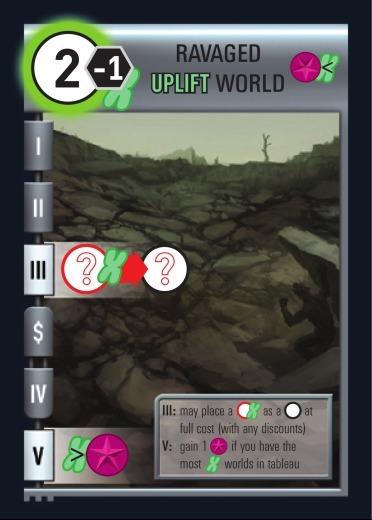 2 -1
RAVAGED
UPLIFT WORLD
<
I
II
III
? ?
$
IV
V
>
III: may place a as a at
full cost (with any discounts)
V: gain 1 if you have the
most worlds in tableau